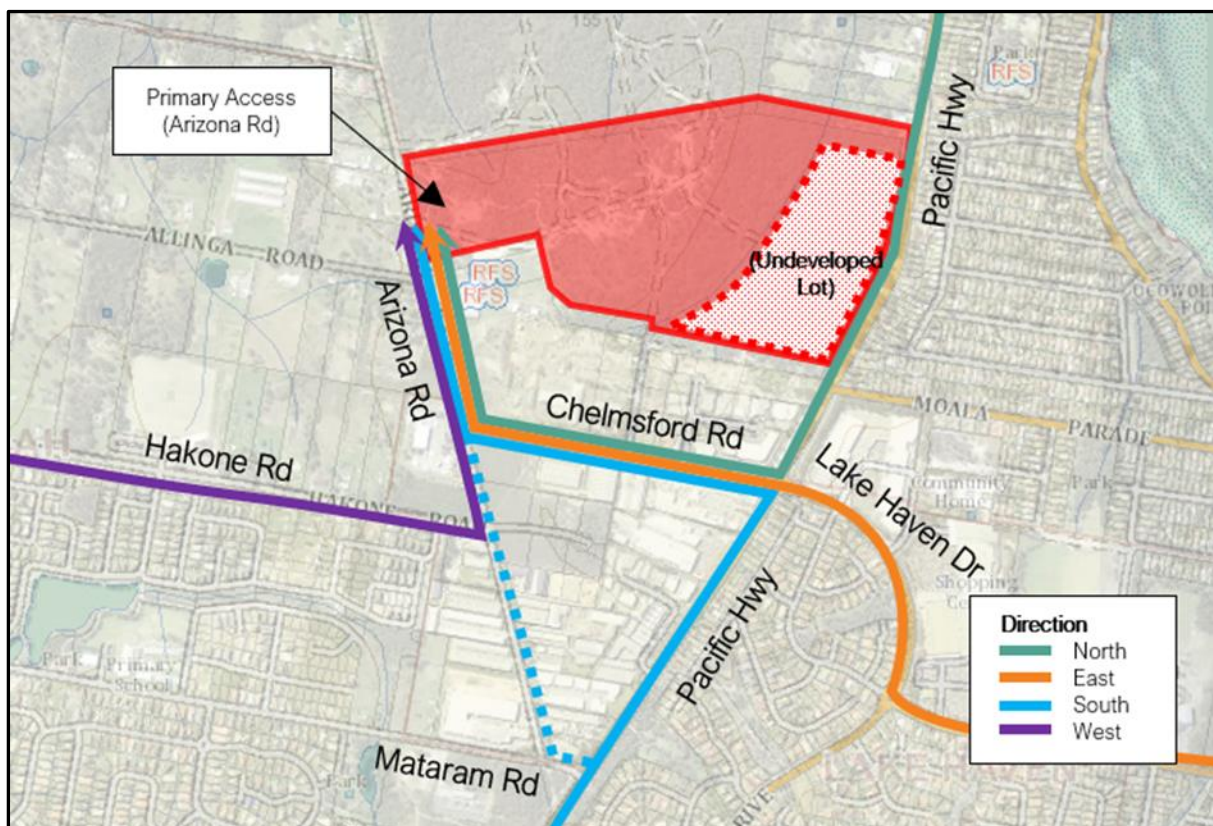 155
Park
RFS
Primary Access
(Arizona Rd)
Pacific Hwy
ALLINGA ROAD
RFS
RFS
(Undeveloped
Lot)
Arizona Rd
Chelmsford Rd
MOALA
PARADE
Hakone Rd
Lake Haven Dr
Community
Home
Park
Shopping
Pacific Hwy
Park
Primary
School
Mataram Rd
Park
Direction
North
East
South
West